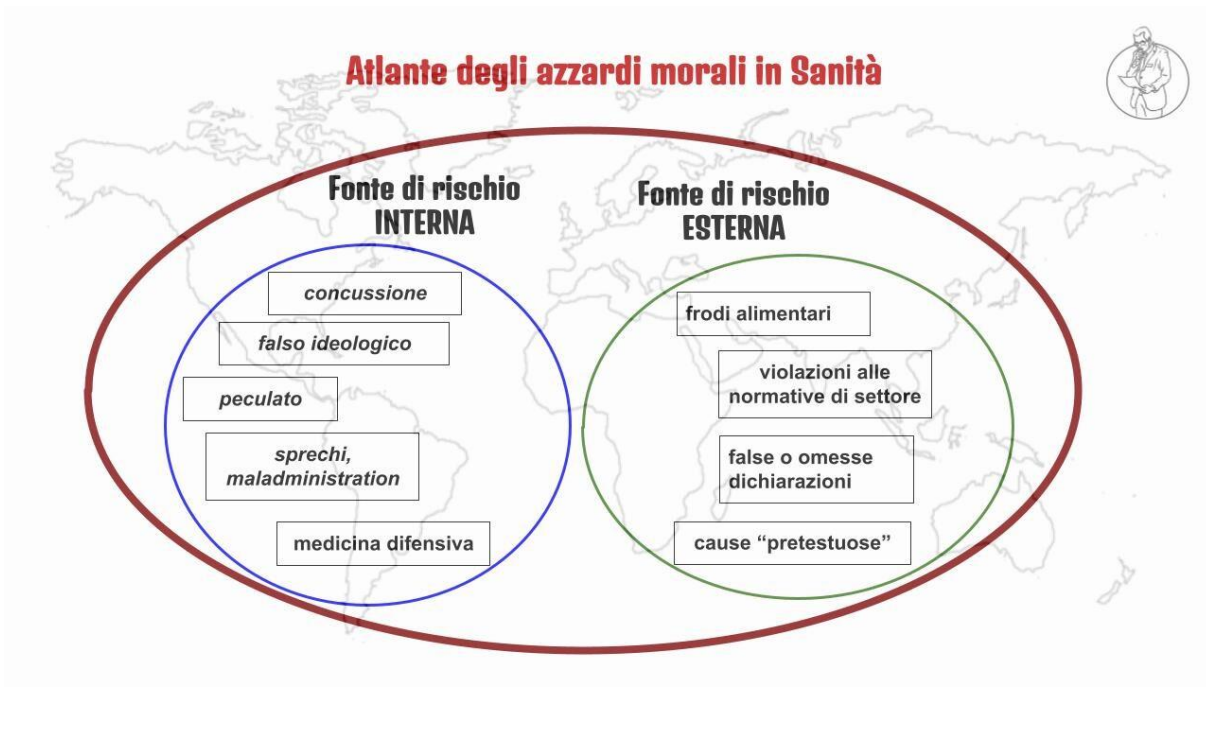 Atlante degli azzardi morali in Sanità
Fonte di rischio
INTERNA
concussione
falso ideologico
peculato
sprechi,
maladministration
medicina difensiva
Fonte di rischio
ESTERNA
frodi alimentari
violazioni alle
normative di settore
false o omesse
dichiarazioni
cause “pretestuose”